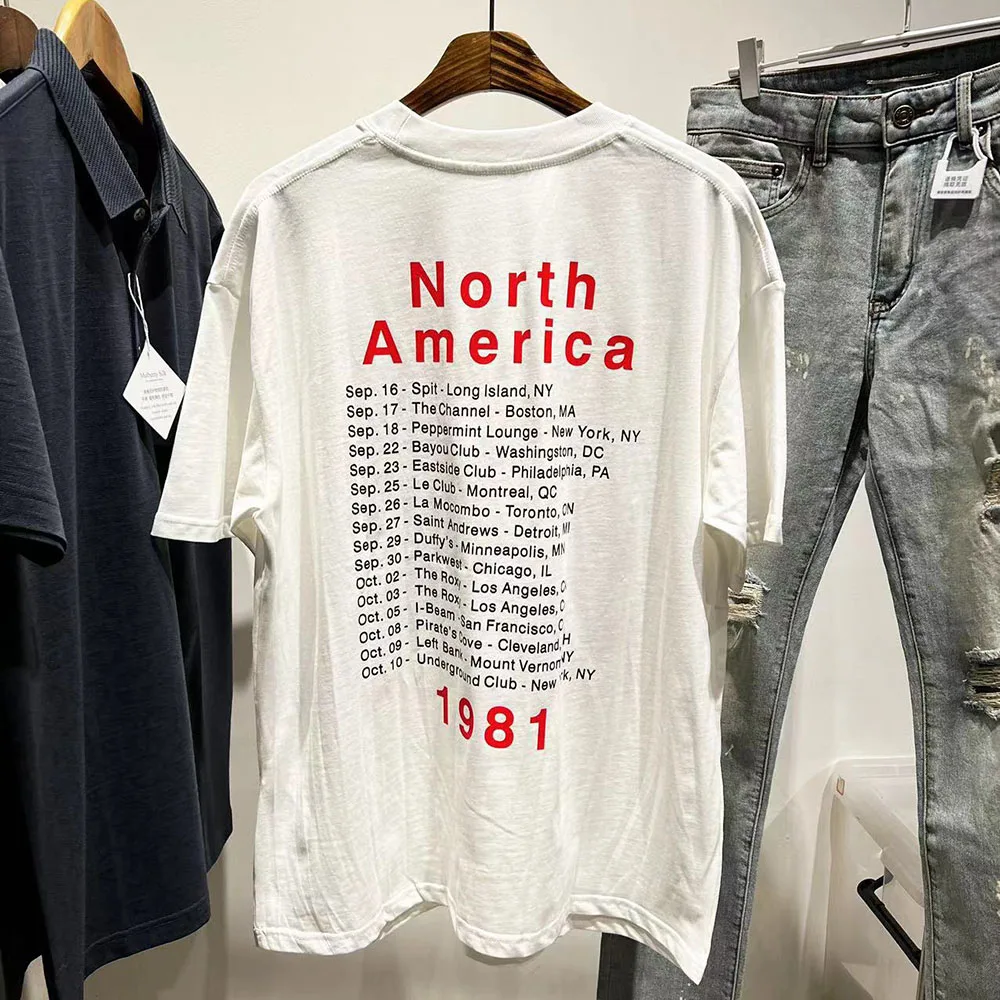 North
America
Sep. 16 - Spit - Long Island, NY
Sep. 17 - The Channel - Boston, MA
Sep. 18 - Peppermint Lounge - New York, NY
Sep. 22 - Bayou Club - Washington, DC
Sep. 23 - Eastside Club - Philadelphia, PA
Sep. 25 - Le Club - Montreal, QC
Sep. 26 - La Mocombo - Toronto, ON
Sep. 27 - Saint Andrews - Detroit, MI
Sep. 29 - Duffy's - Minneapolis, MN
Sep. 30 - Parkwest - Chicago, IL
Oct. 02 - The Roxy - Los Angeles, C
Oct. 03 - The Roxy - Los Angeles, C
Oct. 05 - I-Beam - San Francisco, C
Oct. 08 - Pirate's Cove - Cleveland, H
Oct. 09 - Left Bank - Mount Vernon NY
Oct. 10 - Underground Club - New rk, NY
1981